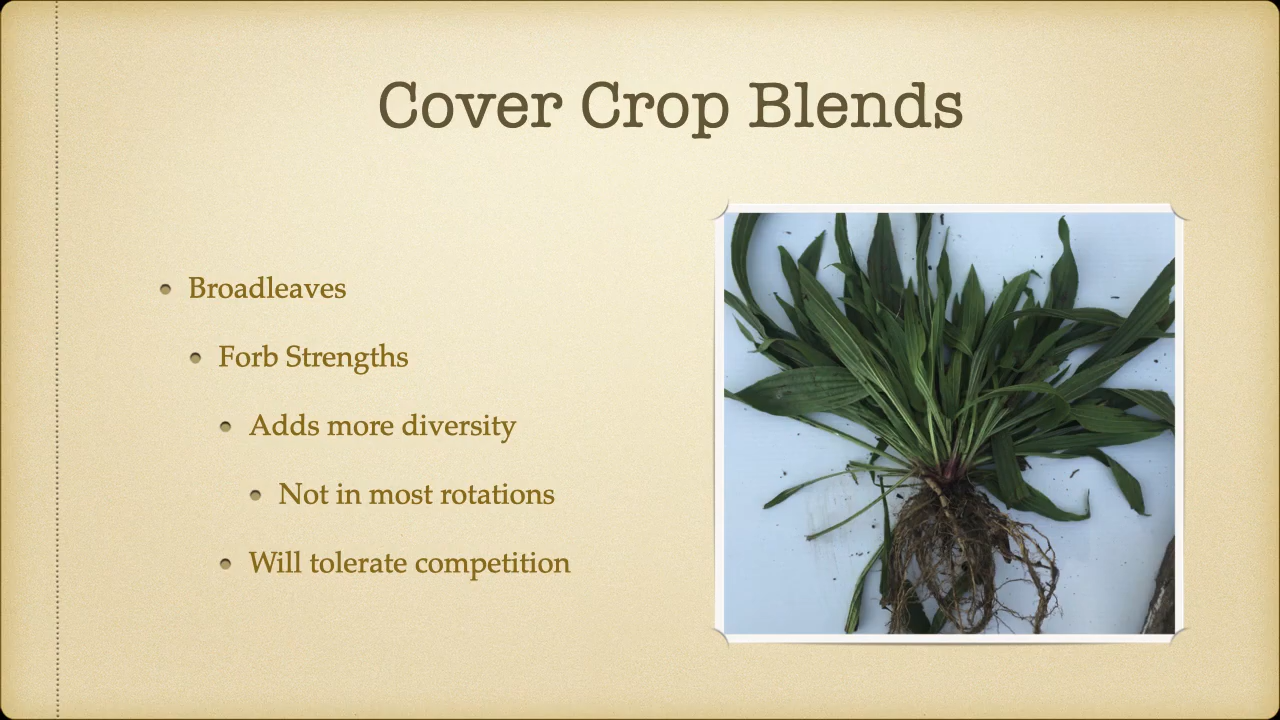 Cover Crop Blends
Broadleaves
Forb Strengths
Adds more diversity
Not in most rotations
Will tolerate competition